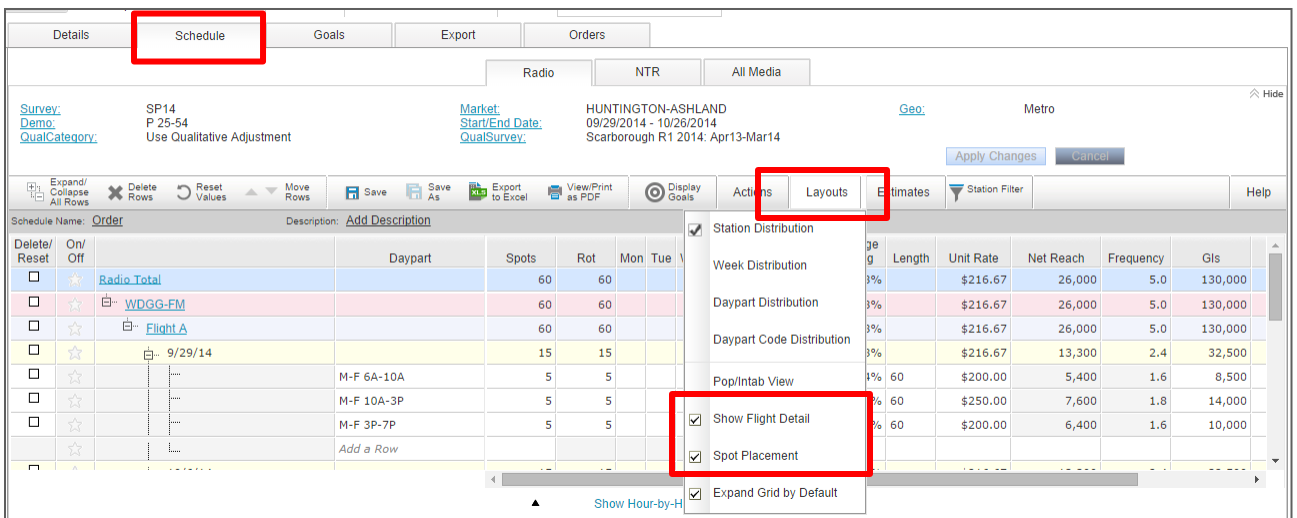 Details Schedule Goals Export Orders
Radio NTR All Media
Hide
Survey: SP14 Market: HUNTINGTON-ASHLAND Geo: Metro
Demo: P 25-54 Start/End Date: 09/29/2014 - 10/26/2014
QualCategory: Use Qualitative Adjustment QualSurvey: Scarborough R1 2014: Apr13-Mar14
Apply Changes Cancel
Expand/ Collapse All Rows Delete Rows Reset Values Move Rows Save Save As Export to Excel View/Print as PDF Display Goals Actions Layouts Estimates Station Filter Help
Schedule Name: Order Description: Add Description
Station Distribution
Delete/ Reset On/ Off Daypart Spots Rot Mon Tue Length Unit Rate Net Reach Frequency GIs
Week Distribution
Radio Total 60 60 $216.67 26,000 5.0 130,000
WDGG-FM 60 60 Daypart Distribution $216.67 26,000 5.0 130,000
Flight A 60 60 $216.67 26,000 5.0 130,000
Daypart Code Distribution
9/29/14 15 15 $216.67 13,300 2.4 32,500
M-F 6A-10A 5 5 Pop/Intab View 60 $200.00 5,400 1.6 8,500
M-F 10A-3P 5 5 60 $250.00 7,600 1.8 14,000
M-F 3P-7P 5 5 Show Flight Detail 60 $200.00 6,400 1.6 10,000
Add a Row Spot Placement
Expand Grid by Default
Show Hour-by-H